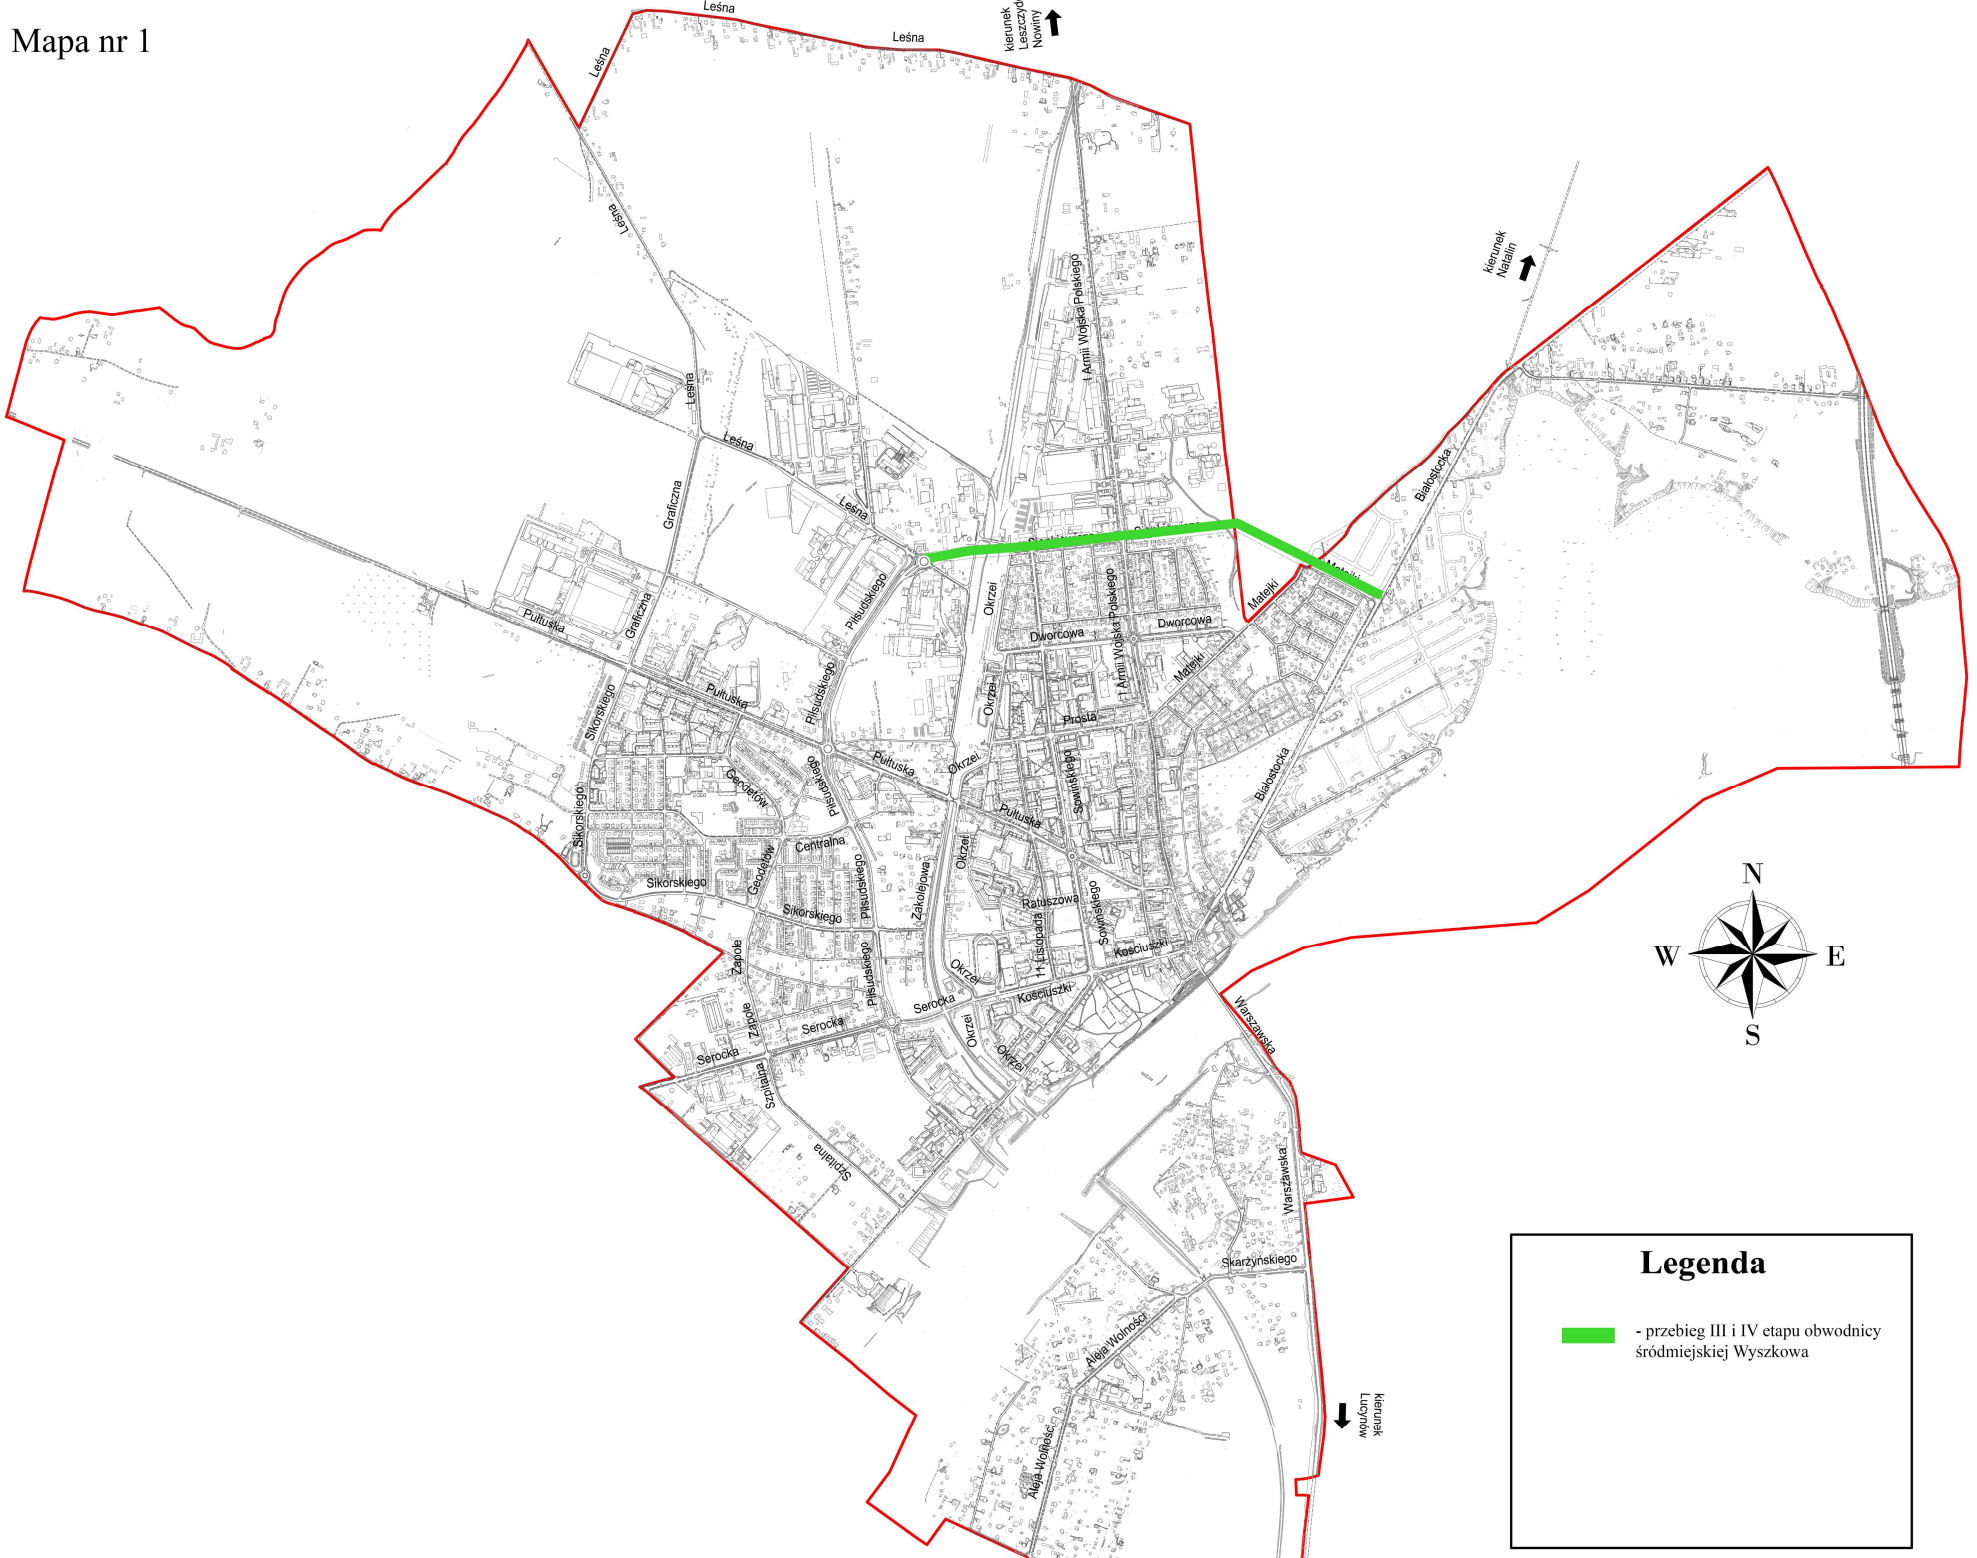 Mapa nr 1
Leśna
Leśna
Leśna
kierunek
Nowiny
Leśna
I Armii Wojska Polskiego
kierunek
Natalin
Leśna
Leśna
Leśna
Graficzna
Białostocka
Piłsudskiego
Okrzei
Matejki
Graficzna
Pułtuska
Dworcowa
Dworcowa
I Armii Wojska Polskiego
Matejki
Sikorskiego
Pułtuska
Piłsudskiego
Okrzei
Prosta
Geodetów
Piłsudskiego
Pułtuska
Okrzei
Sowińskiego
Białostocka
Pułtuska
Sikorskiego
Centralna
Okrzei
Geodetów
Sikorskiego
Piłsudskiego
Zakolejowa
Ratuszowa
Sikorskiego
11 Listopada
Sowińskiego
Kościuszki
Zapole
Piłsudskiego
Okrzei
Kościuszki
Serocka
Zapole
Serocka
Okrzei
Warszawska
Serocka
Okrzei
Szpitalna
Szpitalna
Warszawska
Skarżyńskiego
Aleja Wolności
Aleja Wolności
kierunek
Lucynów
N
W
E
S
Legenda
- przebieg III i IV etapu obwodnicy
śródmiejskiej Wyszkowa